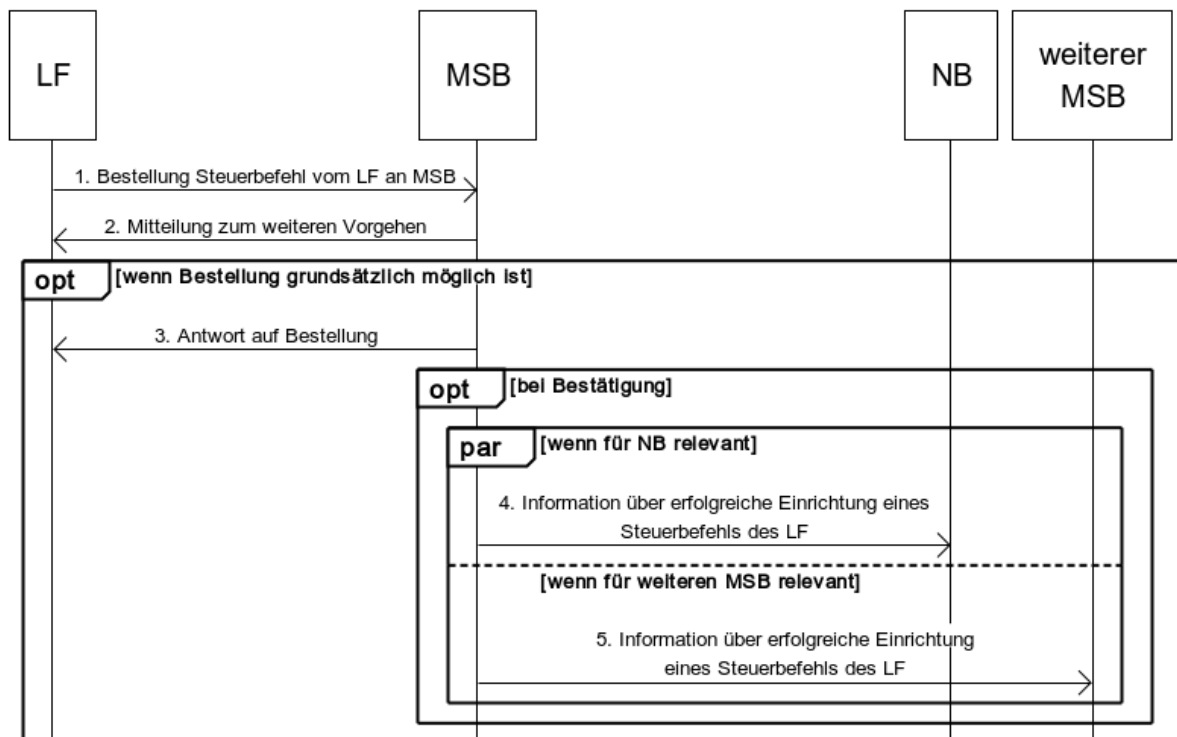 LF
MSB
NB
weiterer
MSB
1. Bestellung Steuerbefehl vom LF an MSB
2. Mitteilung zum weiteren Vorgehen
opt
[wenn Bestellung grundsätzlich möglich ist]
3. Antwort auf Bestellung
opt
[bei Bestätigung]
par
[wenn für NB relevant]
4. Information über erfolgreiche Einrichtung eines
Steuerbefehls des LF
[wenn für weiteren MSB relevant]
5. Information über erfolgreiche Einrichtung
eines Steuerbefehls des LF